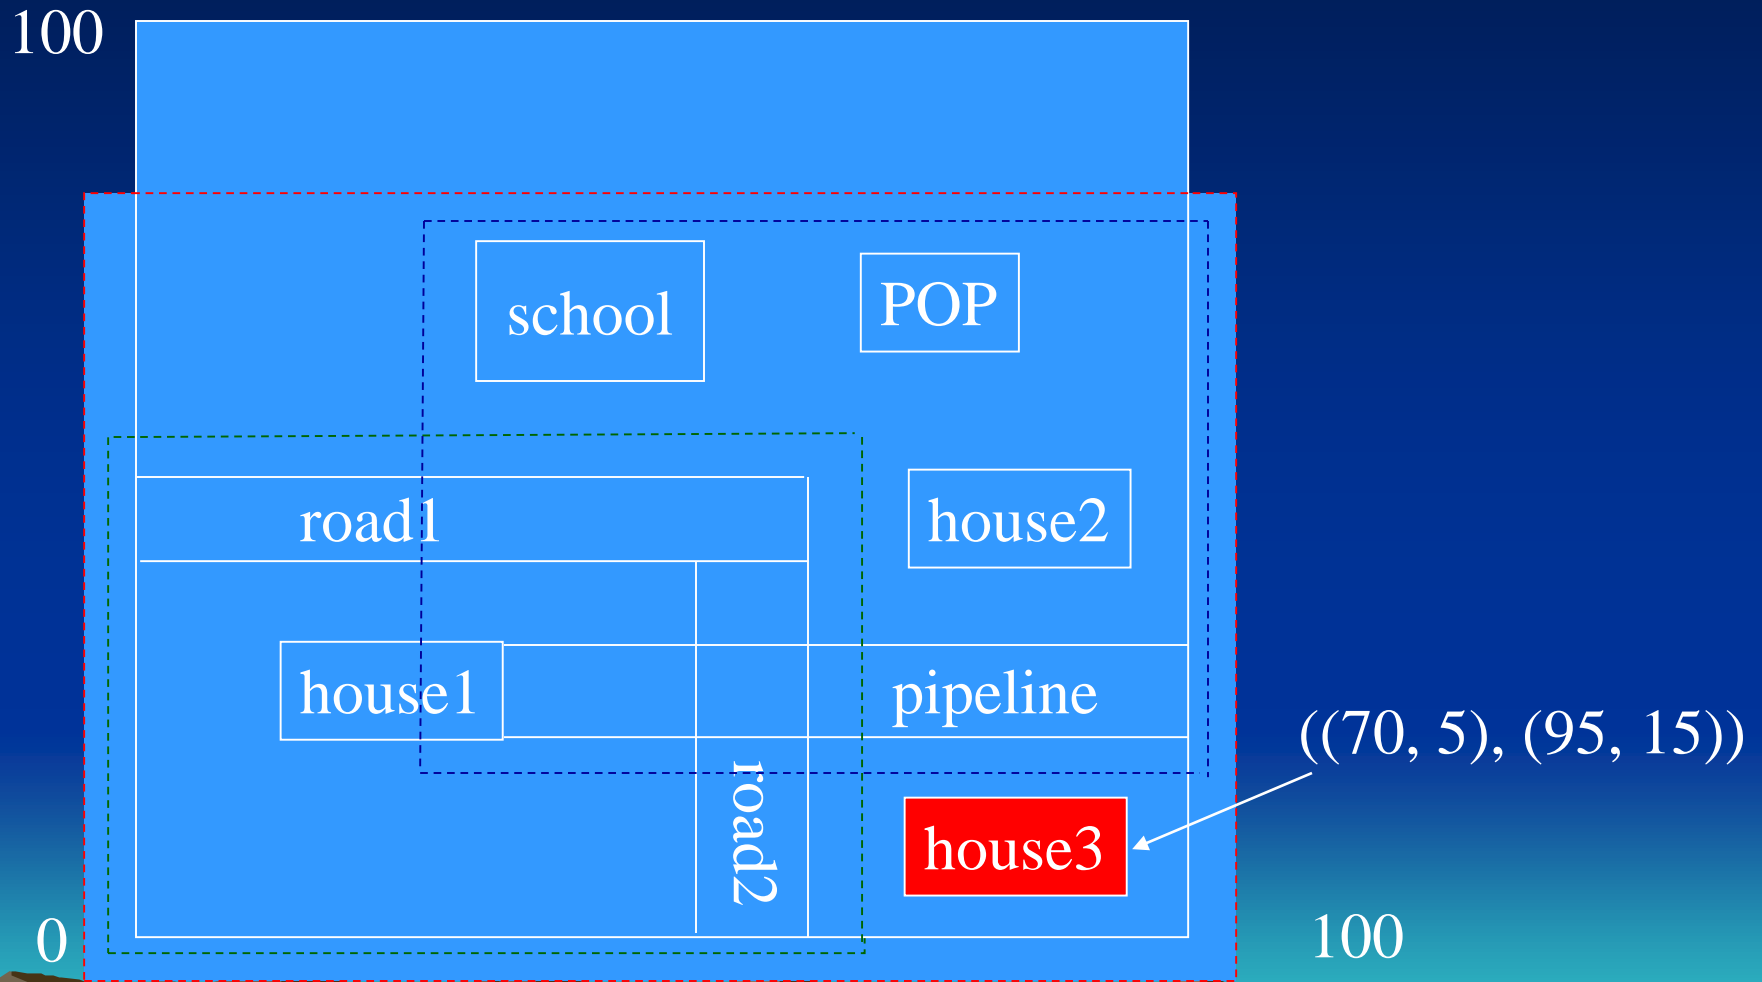 100
school
POP
road1
house2
house1
pipeline
((70, 5), (95, 15))
road2
house3
0
100